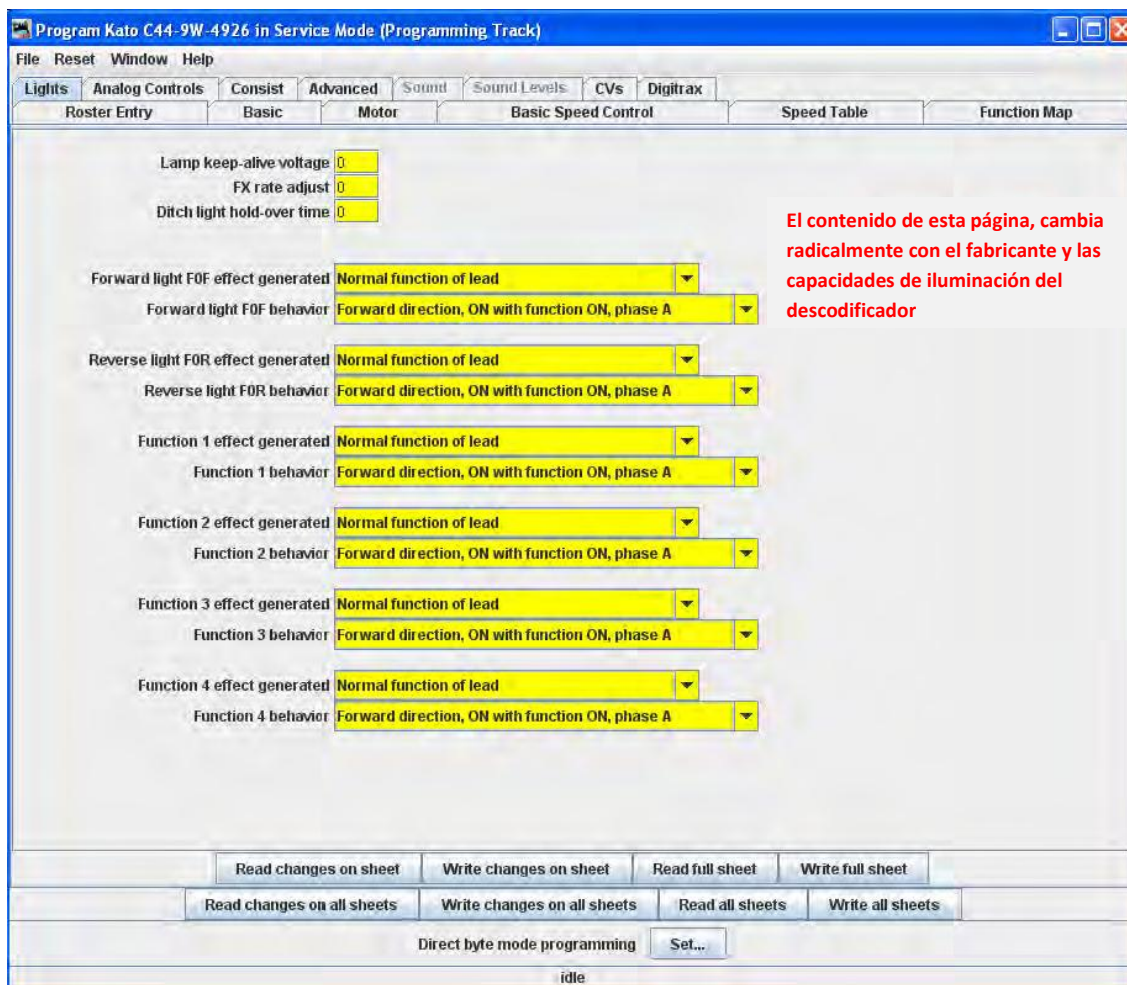 Program Kato C44-9W-4926 in Service Mode (Programming Track)
File Reset Window Help
Lights Analog Controls Consist Advanced Sound Sound Levels CVs Digitrax
Roster Entry Basic Motor Basic Speed Control Speed Table Function Map
Lamp keep-alive voltage 0
FX rate adjust 0
Ditch light hold-over time 0
El contenido de esta página, cambia
radicalmente con el fabricante y las
capacidades de iluminación del
descodificador
Forward light F0F effect generated Normal function of lead
Forward light F0F behavior Forward direction, ON with function ON, phase A
Reverse light F0R effect generated Normal function of lead
Reverse light F0R behavior Forward direction, ON with function ON, phase A
Function 1 effect generated Normal function of lead
Function 1 behavior Forward direction, ON with function ON, phase A
Function 2 effect generated Normal function of lead
Function 2 behavior Forward direction, ON with function ON, phase A
Function 3 effect generated Normal function of lead
Function 3 behavior Forward direction, ON with function ON, phase A
Function 4 effect generated Normal function of lead
Function 4 behavior Forward direction, ON with function ON, phase A
Read changes on sheet Write changes on sheet Read full sheet Write full sheet
Read changes on all sheets Write changes on all sheets Read all sheets Write all sheets
Direct byte mode programming Set...
idle